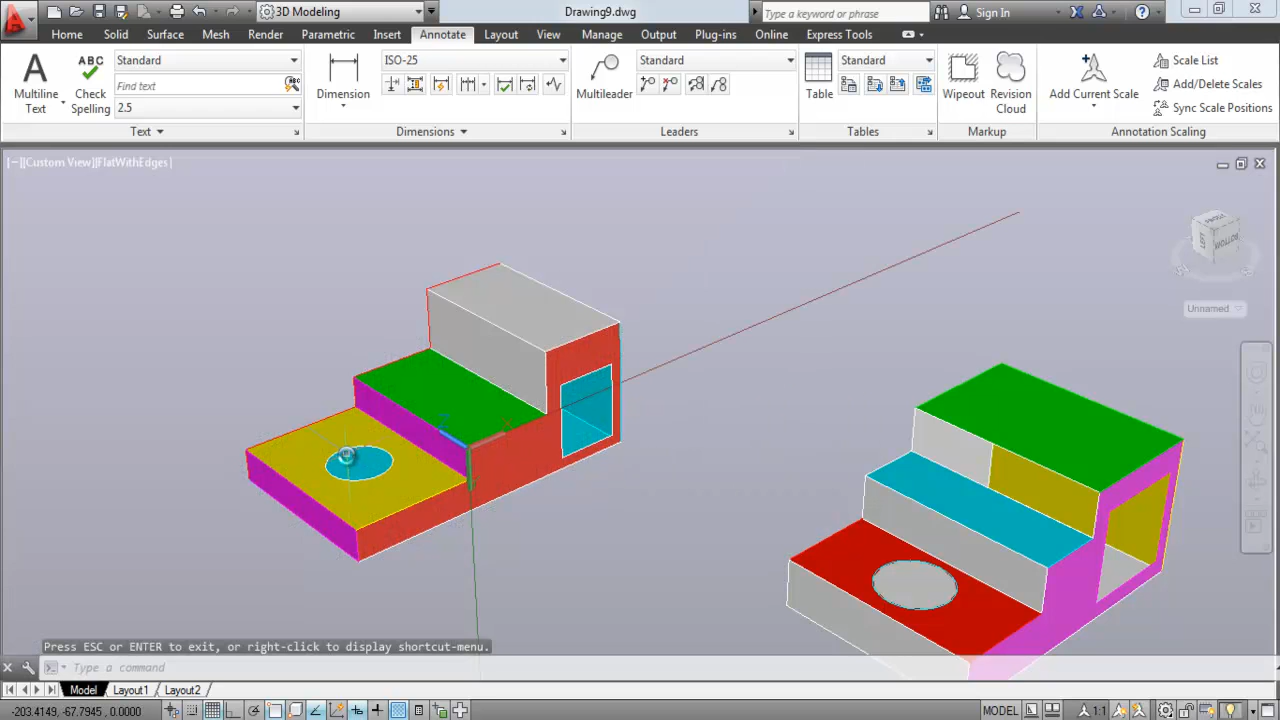 3D Modeling
Drawing9.dwg
Type a keyword or phrase
Sign In
Home Solid Surface Mesh Render Parametric Insert Annotate Layout View Manage Output Plug-ins Online Express Tools
A
Multiline Text
ABC
Check Spelling
Standard
Find text
2.5
Text
Dimension
ISO-25
Dimensions
Multileader
Standard
Leaders
Table
Standard
Tables
Wipeout
Revision Cloud
Markup
Add Current Scale
Scale List
Add/Delete Scales
Sync Scale Positions
Annotation Scaling
[−][Custom View][FlatWithEdges]
LEFT
BOTTOM
Unnamed
Press ESC or ENTER to exit, or right-click to display shortcut-menu.
Type a command
Model Layout1 Layout2
-203.4149, -67.7945, 0.0000
MODEL
1:1